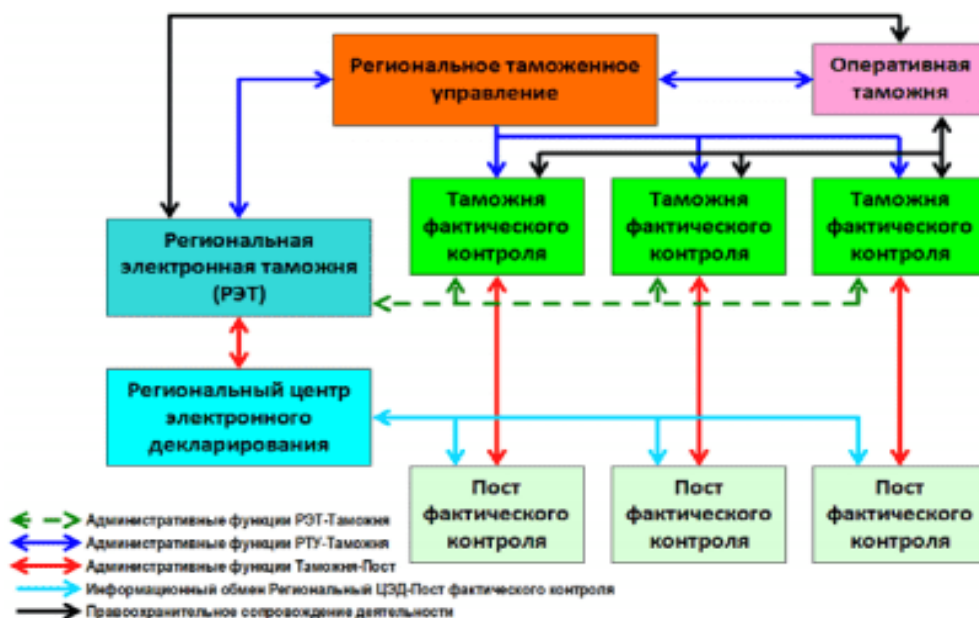 Региональное таможенное
управление
Оперативная
таможня
Таможня
фактического
контроля
Таможня
фактического
контроля
Таможня
фактического
контроля
Региональная
электронная таможня
(РЭТ)
Региональный центр
электронного
декларирования
Пост
фактического
контроля
Пост
фактического
контроля
Пост
фактического
контроля
Административные функции РЭТ-Таможня
Административные функции РТУ-Таможня
Административные функции Таможня-Пост
Информационный обмен Региональный ЦЭД-Пост фактического контроля
Правоохранительное сопровождение деятельности